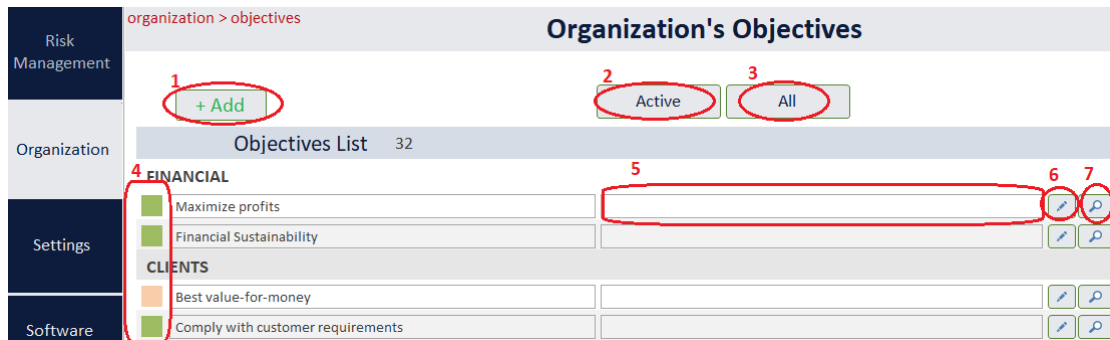 organization > objectives
Organization's Objectives
Risk
Management
1
2
3
+ Add
Active
All
Organization
Objectives List 32
4
FINANCIAL
5
6
7
Maximize profits
Settings
Financial Sustainability
CLIENTS
Best value-for-money
Software
Comply with customer requirements